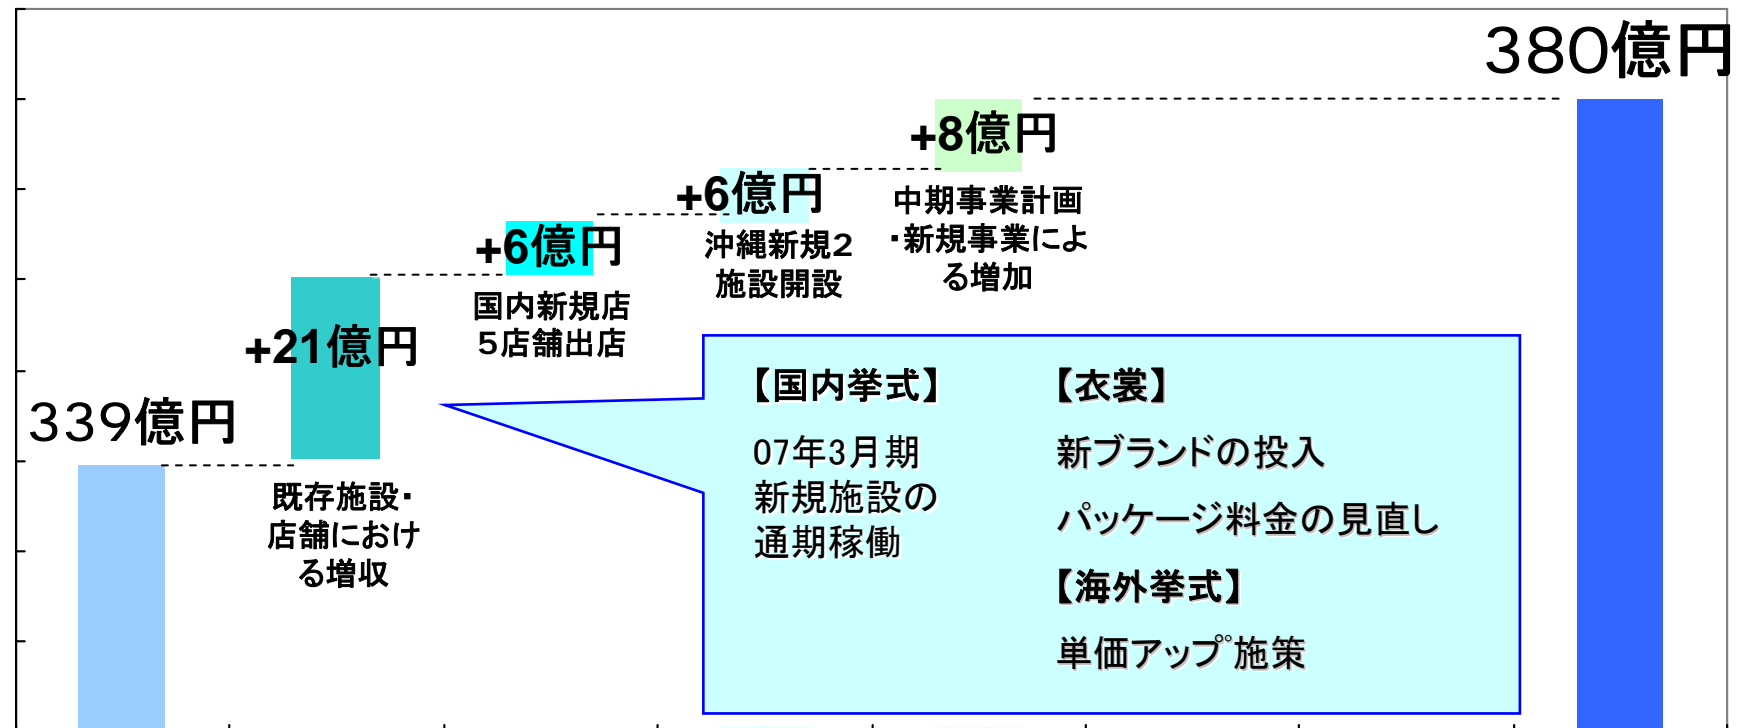 339億円
+21億円
既存施設・
店舗におけ
る増収
+6億円
国内新規店
５店舗出店
+6億円
沖縄新規２
施設開設
+8億円
中期事業計画
・新規事業によ
る増加
380億円
【国内挙式】
07年3月期
新規施設の
通期稼働
【衣裳】
新ブランドの投入
パッケージ料金の見直し
【海外挙式】
単価アップ施策